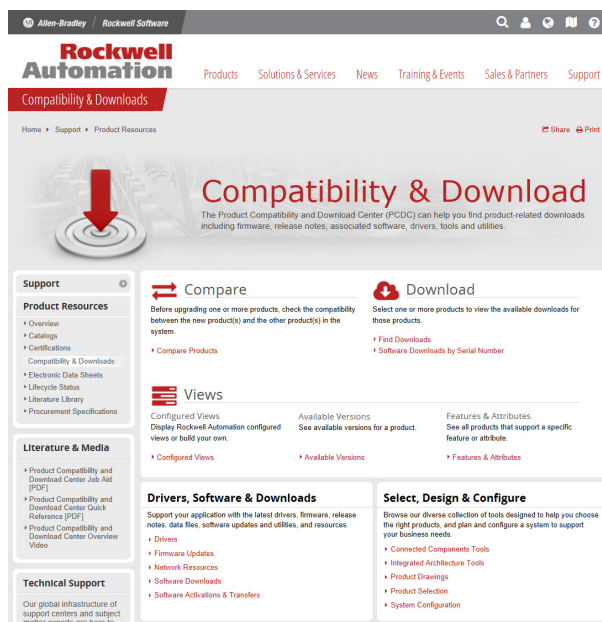 Allen-Bradley
Rockwell Software
Rockwell
Automation
Products
Solutions & Services
News
Training & Events
Sales & Partners
Support
Compatibility & Downloads
Home
Support
Product Resources
Share
Print
Compatibility & Download
The Product Compatibility and Download Center (PCDC) can help you find product-related downloads
including firmware, release notes, associated software, drivers, tools and utilities.
Support
Product Resources
Overview
Catalogs
Certifications
Compatibility & Downloads
Electronic Data Sheets
Lifecycle Status
Literature Library
Procurement Specifications
Literature & Media
Product Compatibility and
Download Center Job Aid
[PDF]
Product Compatibility and
Download Center Quick
Reference [PDF]
Product Compatibility and
Download Center Overview
Video
Technical Support
Our global infrastructure of
support centers and subject
matter experts are here to
Compare
Before upgrading one or more products, check the compatibility
between the new product(s) and the other product(s) in the
system.
Compare Products
Download
Select one or more products to view the available downloads for
those products.
Find Downloads
Software Downloads by Serial Number
Views
Configured Views
Display Rockwell Automation configured
views or build your own.
Configured Views
Available Versions
See available versions for a product.
Available Versions
Features & Attributes
See all products that support a specific
feature or attribute.
Features & Attributes
Drivers, Software & Downloads
Support your application with the latest drivers, firmware, release
notes, data files, software updates and utilities, and resources.
Drivers
Firmware Updates
Network Resources
Software Downloads
Software Activations & Transfers
Select, Design & Configure
Browse our diverse collection of tools designed to help you choose
the right products, and plan and configure a system to support
your business needs.
Connected Components Tools
Integrated Architecture Tools
Product Drawings
Product Selection
System Configuration